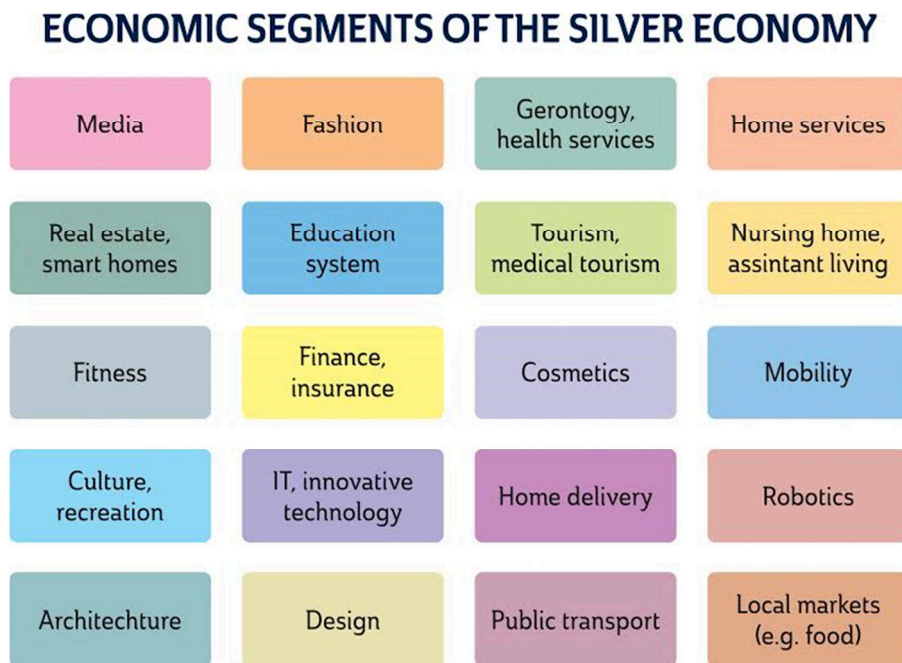 ECONOMIC SEGMENTS OF THE SILVER ECONOMY
Media
Fashion
Gerontology,
health services
Home services
Real estate,
smart homes
Education
system
Tourism,
medical tourism
Nursing home,
assintant living
Fitness
Finance,
insurance
Cosmetics
Mobility
Culture,
recreation
IT, innovative
technology
Home delivery
Robotics
Architechture
Design
Public transport
Local markets
(e.g. food)